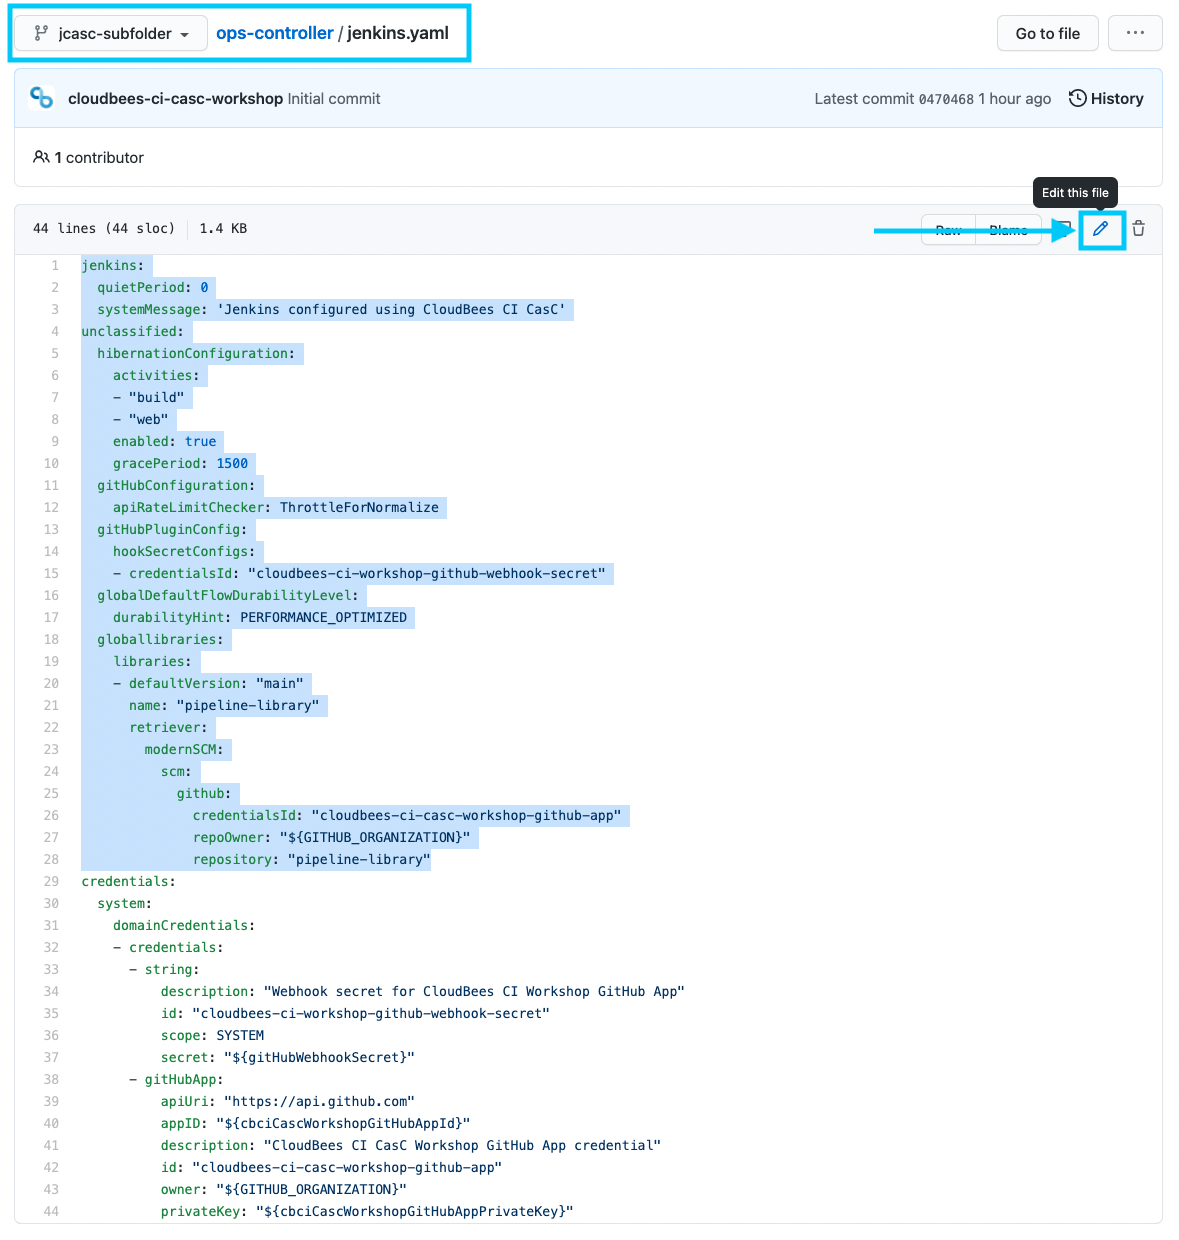 jcasc-subfolder ops-controller / jenkins.yaml Go to file ...
cloudbees-ci-casc-workshop Initial commit Latest commit 0470468 1 hour ago History
1 contributor
Edit this file
44 lines (44 sloc) 1.4 KB Raw Blame
1 jenkins:
2   quietPeriod: 0
3   systemMessage: 'Jenkins configured using CloudBees CI CasC'
4 unclassified:
5   hibernationConfiguration:
6     activities:
7     - "build"
8     - "web"
9     enabled: true
10     gracePeriod: 1500
11   gitHubConfiguration:
12     apiRateLimitChecker: ThrottleForNormalize
13   gitHubPluginConfig:
14     hookSecretConfigs:
15     - credentialsId: "cloudbees-ci-workshop-github-webhook-secret"
16   globalDefaultFlowDurabilityLevel:
17     durabilityHint: PERFORMANCE_OPTIMIZED
18   globallibraries:
19     libraries:
20     - defaultVersion: "main"
21       name: "pipeline-library"
22       retriever:
23         modernSCM:
24           scm:
25             github:
26               credentialsId: "cloudbees-ci-casc-workshop-github-app"
27               repoOwner: "${GITHUB_ORGANIZATION}"
28               repository: "pipeline-library"
29 credentials:
30   system:
31     domainCredentials:
32     - credentials:
33       - string:
34           description: "Webhook secret for CloudBees CI Workshop GitHub App"
35           id: "cloudbees-ci-workshop-github-webhook-secret"
36           scope: SYSTEM
37           secret: "${gitHubWebhookSecret}"
38       - gitHubApp:
39           apiUri: "https://api.github.com"
40           appID: "${cbciCascWorkshopGitHubAppId}"
41           description: "CloudBees CI CasC Workshop GitHub App credential"
42           id: "cloudbees-ci-casc-workshop-github-app"
43           owner: "${GITHUB_ORGANIZATION}"
44           privateKey: "${cbciCascWorkshopGitHubAppPrivateKey}"